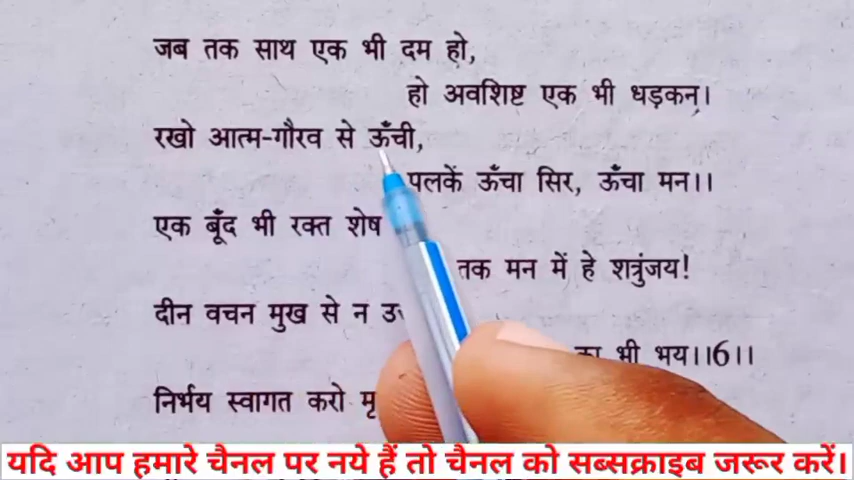 जब तक साथ एक भी दम हो,
हो अवशिष्ट एक भी धड़कन।
रखो आत्म-गौरव से ऊँची,
पलकें ऊँचा सिर, ऊँचा मन।।
एक बूँद भी रक्त शेष
तक मन में हे शत्रुंजय!
दीन वचन मुख से न
का भी भय।।6।।
निर्भय स्वागत करो
यदि आप हमारे चैनल पर नये हैं तो चैनल को सब्सक्राइब जरूर करें।